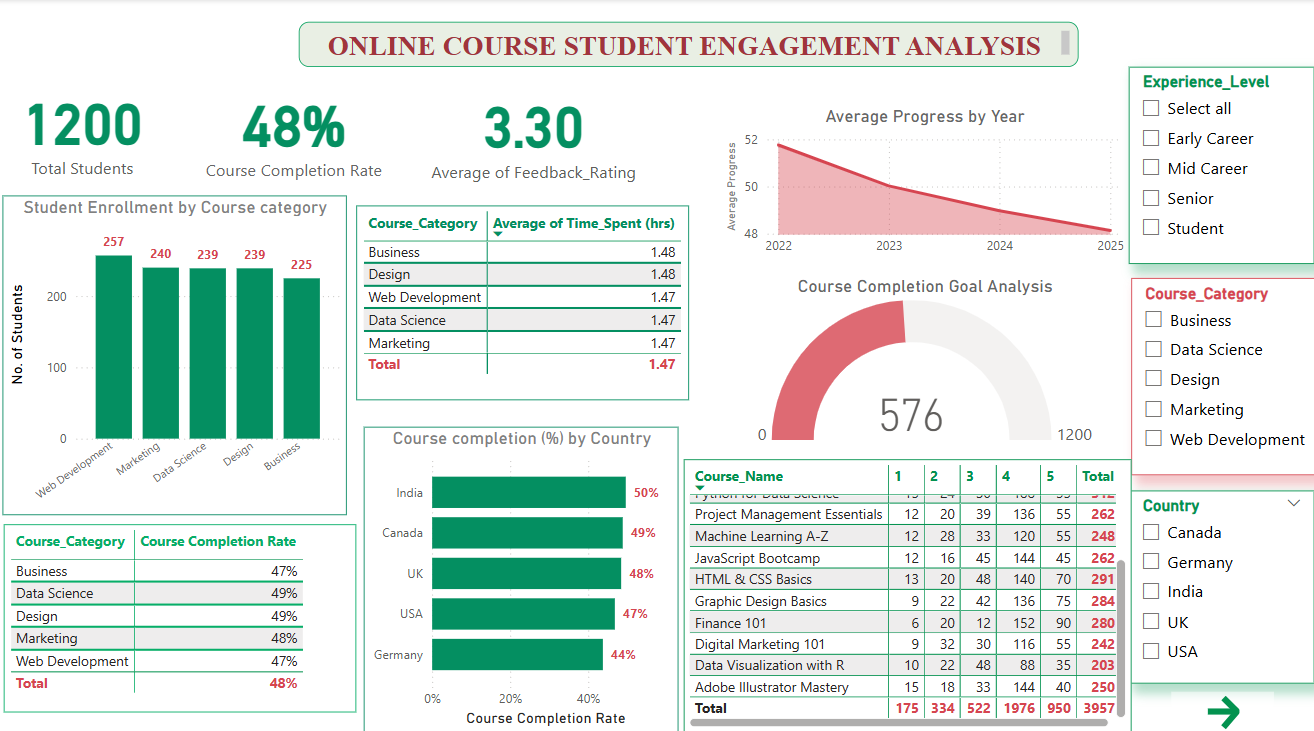 ONLINE COURSE STUDENT ENGAGEMENT ANALYSIS
1200
Total Students
48%
Course Completion Rate
3.30
Average of Feedback_Rating
Student Enrollment by Course category
No. of Students
200
100
0
257
240
239
239
225
Web Development
Marketing
Data Science
Design
Business
Course_Category Average of Time_Spent (hrs)
Business 1.48
Design 1.48
Web Development 1.47
Data Science 1.47
Marketing 1.47
Total 1.47
Average Progress by Year
Average Progress
52
50
48
2022 2023 2024 2025
Course Completion Goal Analysis
576
0
1200
Course_Category Course Completion Rate
Business 47%
Data Science 49%
Design 49%
Marketing 48%
Web Development 47%
Total 48%
Course completion (%) by Country
India 50%
Canada 49%
UK 48%
USA 47%
Germany 44%
0% 20% 40%
Course Completion Rate
Course_Name 1 2 3 4 5 Total
Project Management Essentials 12 20 39 136 55 262
Machine Learning A-Z 12 28 33 120 55 248
JavaScript Bootcamp 12 16 45 144 45 262
HTML & CSS Basics 13 20 48 140 70 291
Graphic Design Basics 9 22 42 136 75 284
Finance 101 6 20 12 152 90 280
Digital Marketing 101 9 32 30 116 55 242
Data Visualization with R 10 22 48 88 35 203
Adobe Illustrator Mastery 15 18 33 144 40 250
Total 175 334 522 1976 950 3957
Experience_Level
Select all
Early Career
Mid Career
Senior
Student
Course_Category
Business
Data Science
Design
Marketing
Web Development
Country
Canada
Germany
India
UK
USA